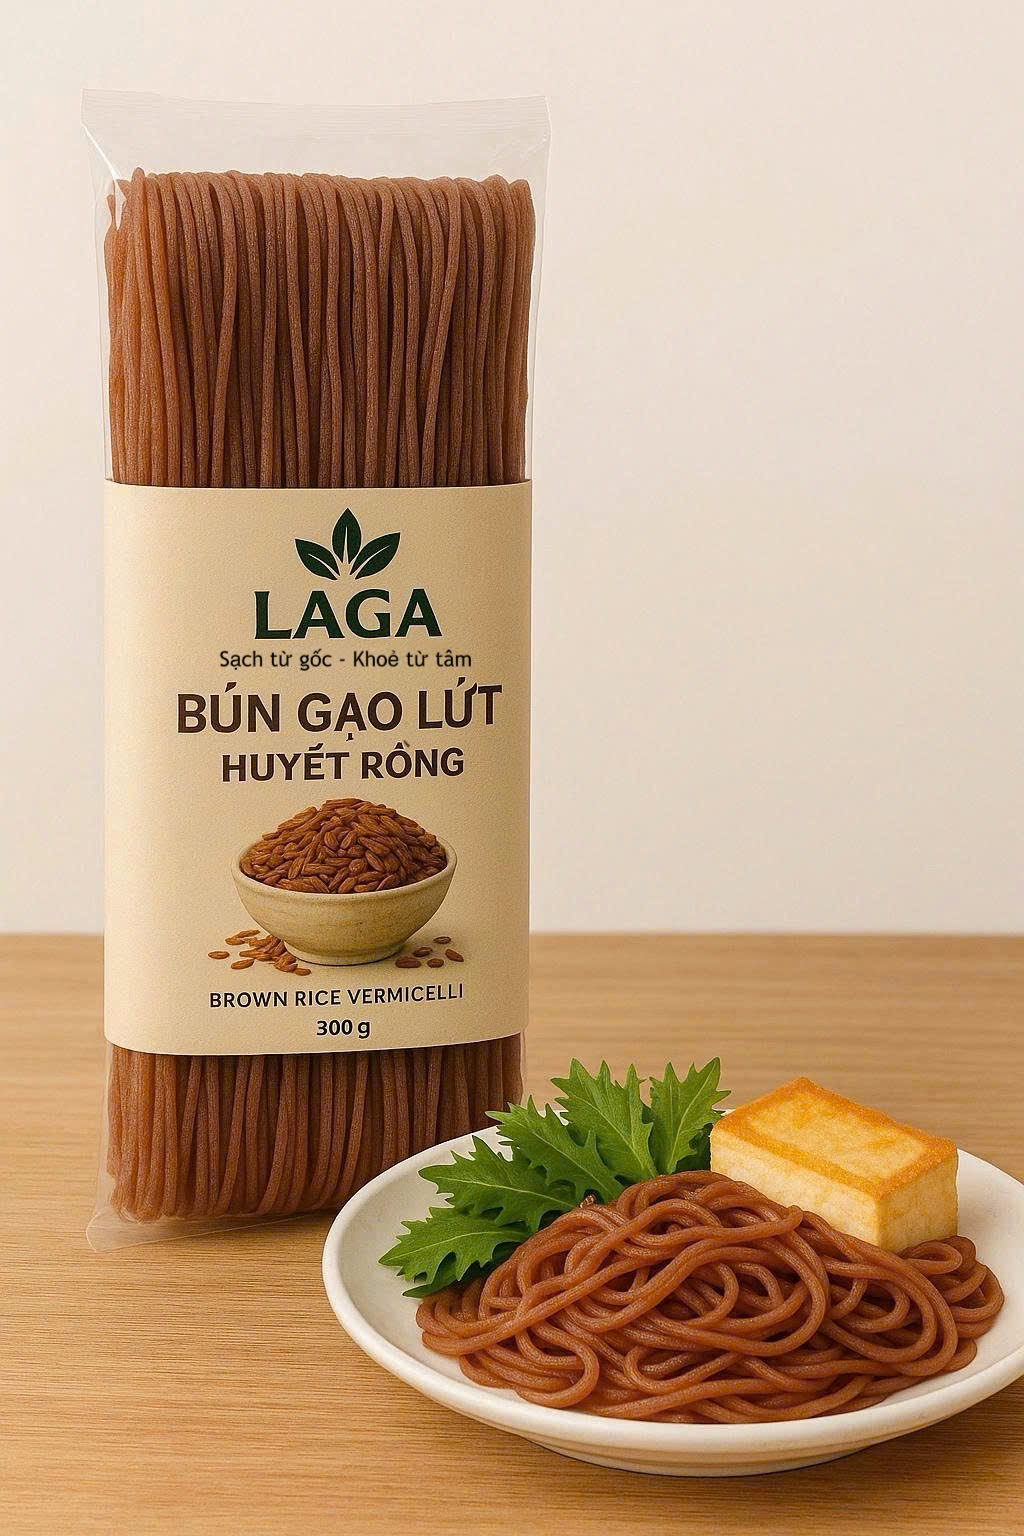 LAGA
Sạch từ gốc - Khoẻ từ tâm
BÚN GẠO LỨT
HUYẾT RỒNG
BROWN RICE VERMICELLI
300 g